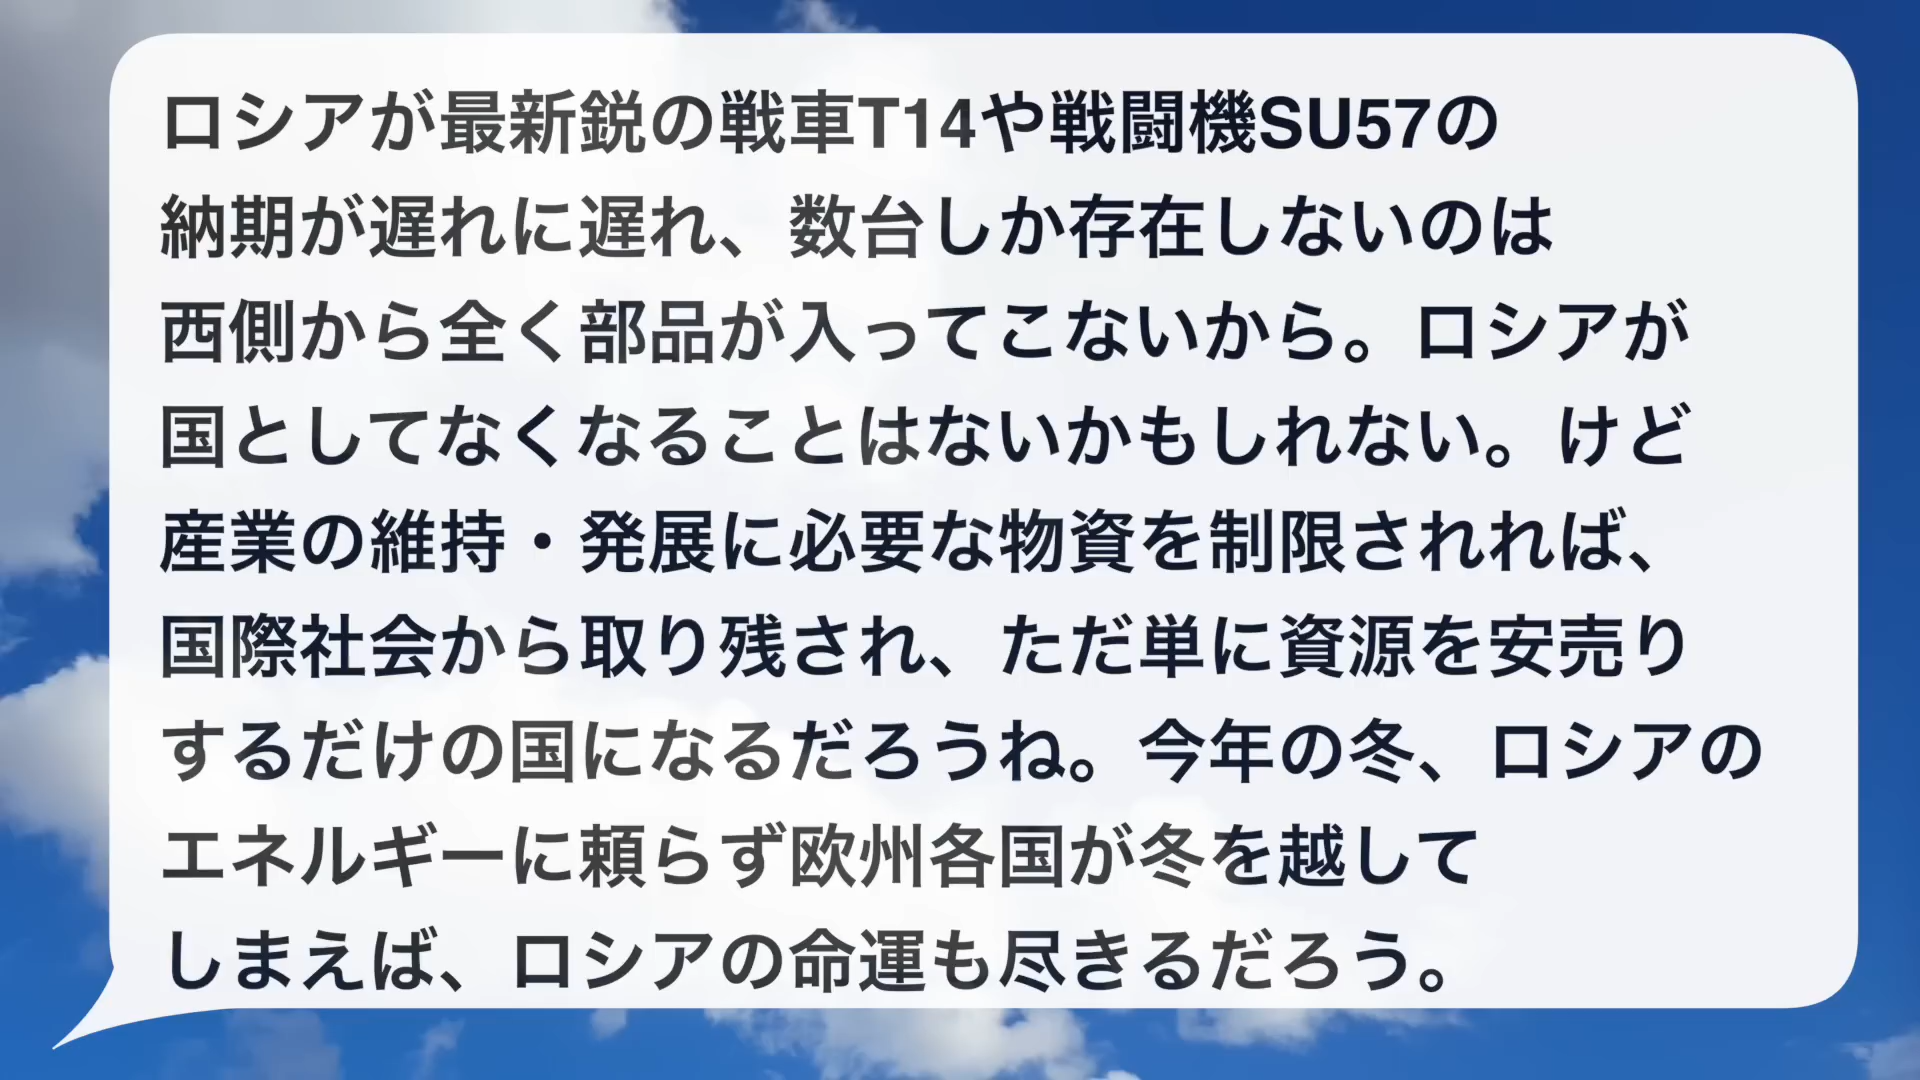 ロシアが最新鋭の戦車T14や戦闘機SU57の
納期が遅れに遅れ、数台しか存在しないのは
西側から全く部品が入ってこないから。ロシアが
国としてなくなることはないかもしれない。けど
産業の維持・発展に必要な物資を制限されれば、
国際社会から取り残され、ただ単に資源を安売り
するだけの国になるだろうね。今年の冬、ロシアの
エネルギーに頼らず欧州各国が冬を越して
しまえば、ロシアの命運も尽きるだろう。